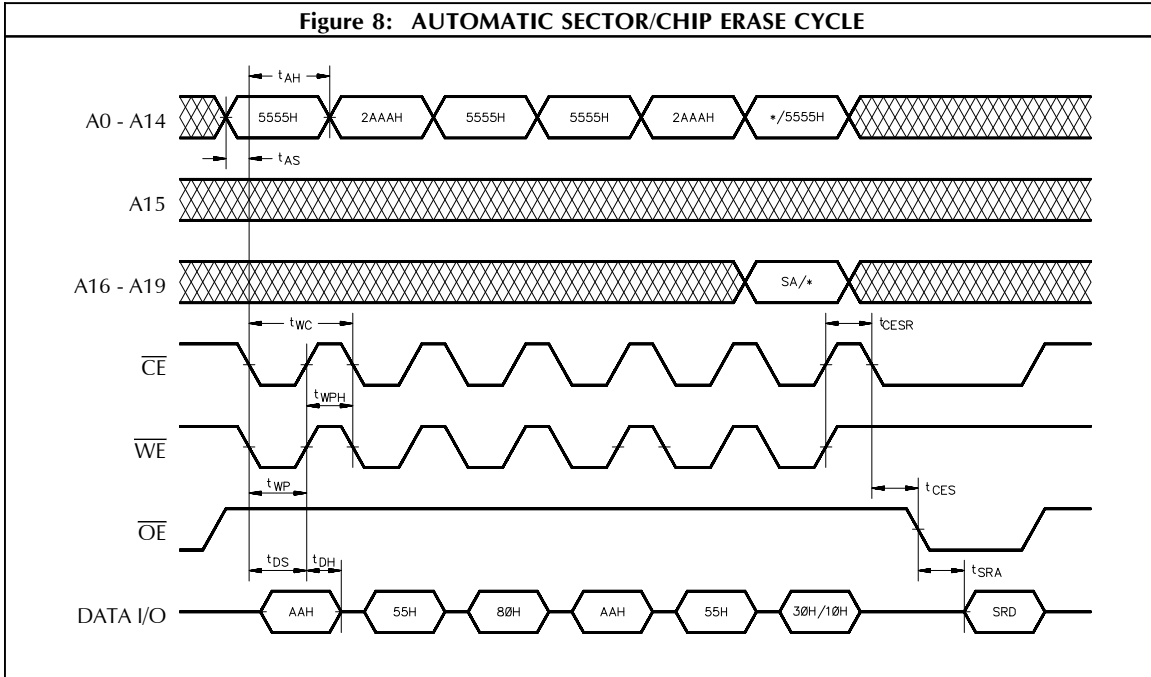 Figure 8: AUTOMATIC SECTOR/CHIP ERASE CYCLE
tAH
A0 - A14 5555H 2AAAH 5555H 5555H 2AAAH */5555H
tAS
A15
A16 - A19 SA/*
tWC tCESR
CE
tWPH
WE
tWP tCES
OE
tDS tDH tSRA
DATA I/O AAH 55H 80H AAH 55H 30H/10H SRD